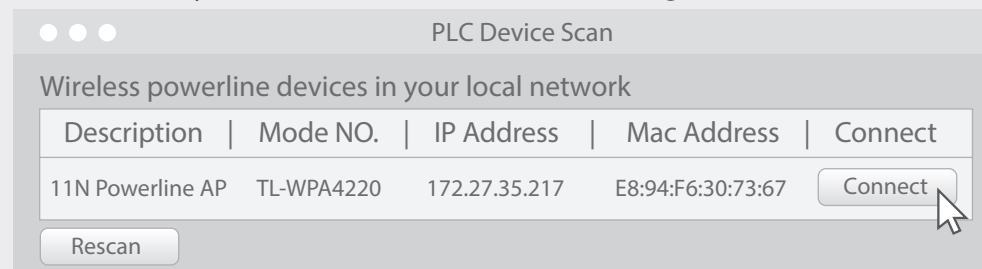 PLC Device Scan
Wireless powerline devices in your local network
Description | Mode NO. | IP Address | Mac Address | Connect
11N Powerline AP TL-WPA4220 172.27.35.217 E8:94:F6:30:73:67 Connect
Rescan